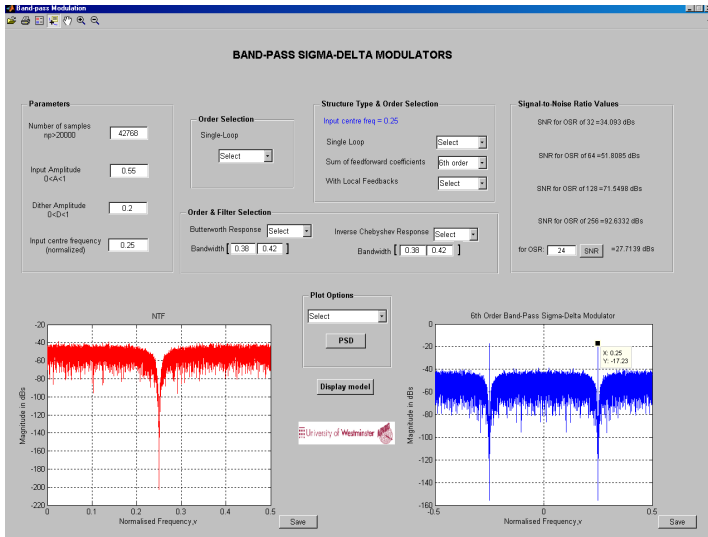 Band-pass Modulation
BAND-PASS SIGMA-DELTA MODULATORS
Parameters
Number of samples
np>20000
42768
Input Amplitude
0<A<1
0.55
Dither Amplitude
0<D<1
0.2
Input centre frequency
(normalized)
0.25
Order Selection
Single-Loop
Select
Structure Type & Order Selection
Input centre freq = 0.25
Single Loop
Select
Sum of feedforward coefficients
6th order
With Local Feedbacks
Select
Order & Filter Selection
Butterworth Response
Select
Bandwidth [ 0.38 0.42 ]
Inverse Chebyshev Response
Select
Bandwidth [ 0.38 0.42 ]
Signal-to-Noise Ratio Values
SNR for OSR of 32 =34.093 dBs
SNR for OSR of 64 =51.8085 dBs
SNR for OSR of 128 =71.5498 dBs
SNR for OSR of 256 =92.6332 dBs
for OSR: 24 SNR =27.7139 dBs
Plot Options
Select
PSD
Display model
University of Westminster
NTF
-20
-40
-60
-80
-100
-120
-140
-160
-180
-200
-220
0 0.1 0.2 0.3 0.4 0.5
Magnitude in dBs
Normalised Frequency,v
Save
6th Order Band-Pass Sigma-Delta Modulator
0
-20
-40
-60
-80
-100
-120
-140
-160
-0.5 0 0.5
X: 0.25
Y: -17.23
Magnitude in dBs
Normalised Frequency,v
Save